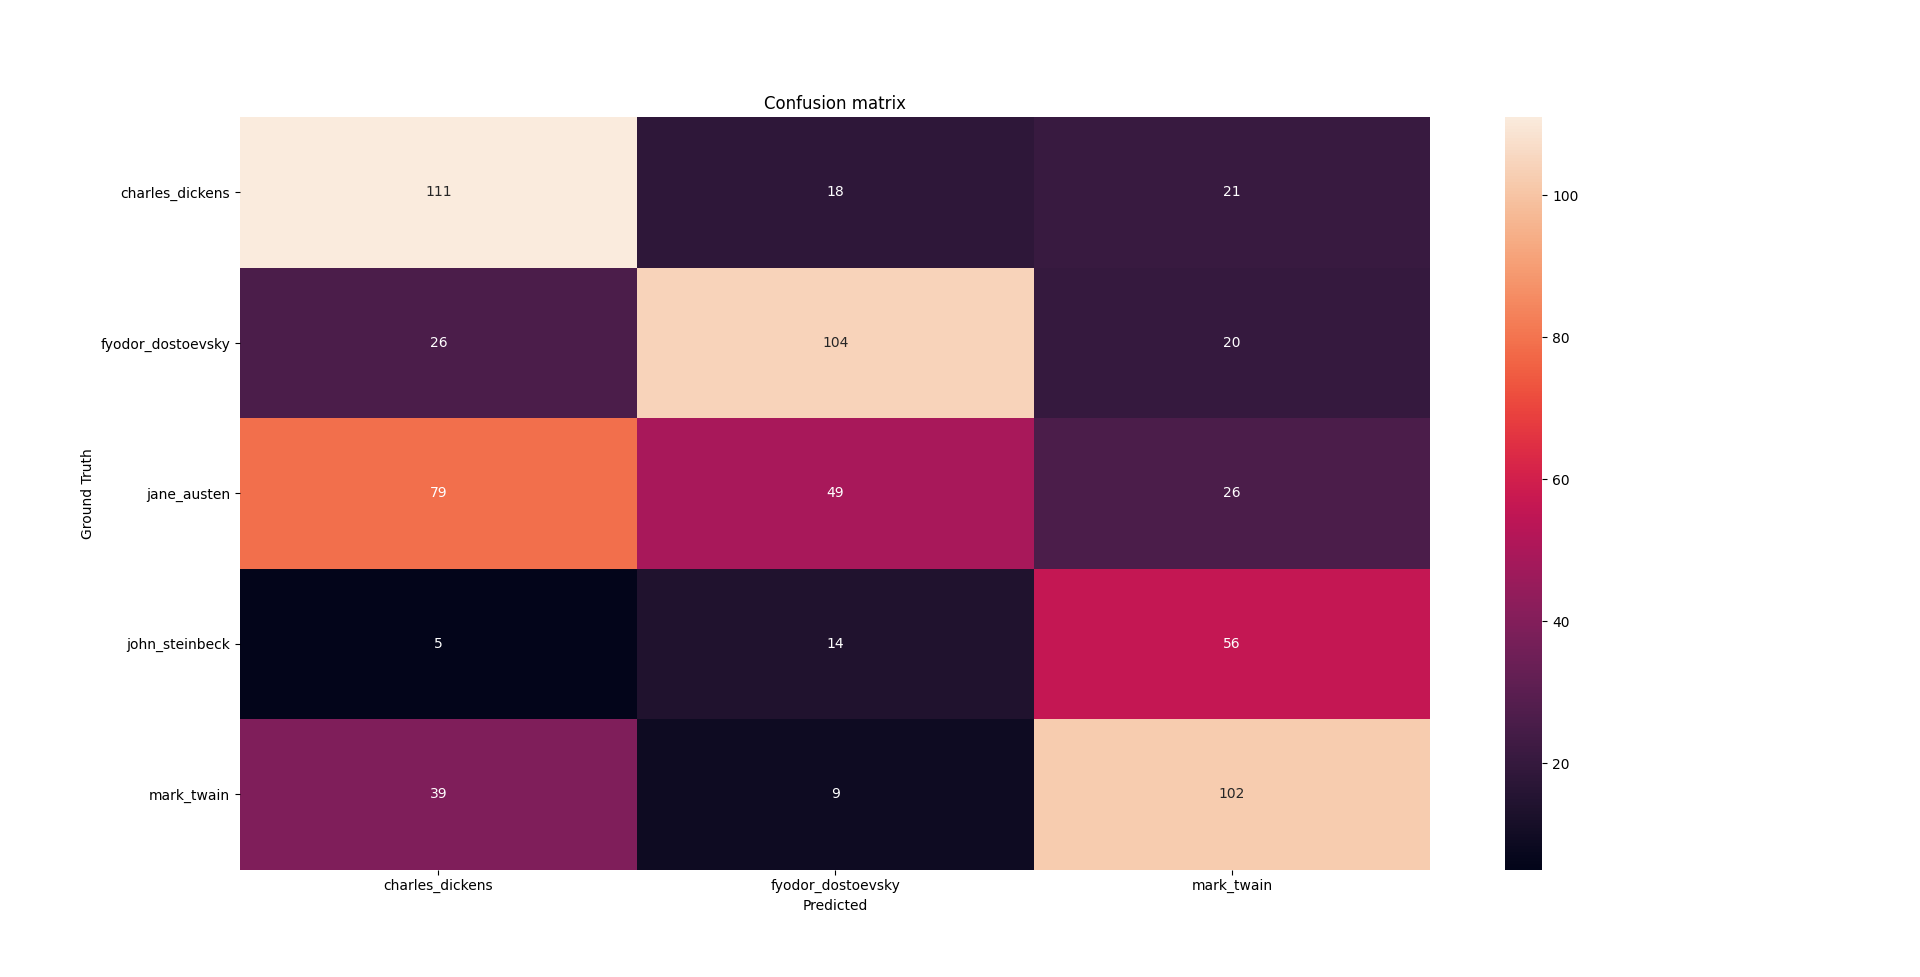 Confusion matrix
charles_dickens 111 18 21
fyodor_dostoevsky 26 104 20
jane_austen 79 49 26
john_steinbeck 5 14 56
mark_twain 39 9 102
charles_dickens fyodor_dostoevsky mark_twain
Predicted
Ground Truth
100
80
60
40
20